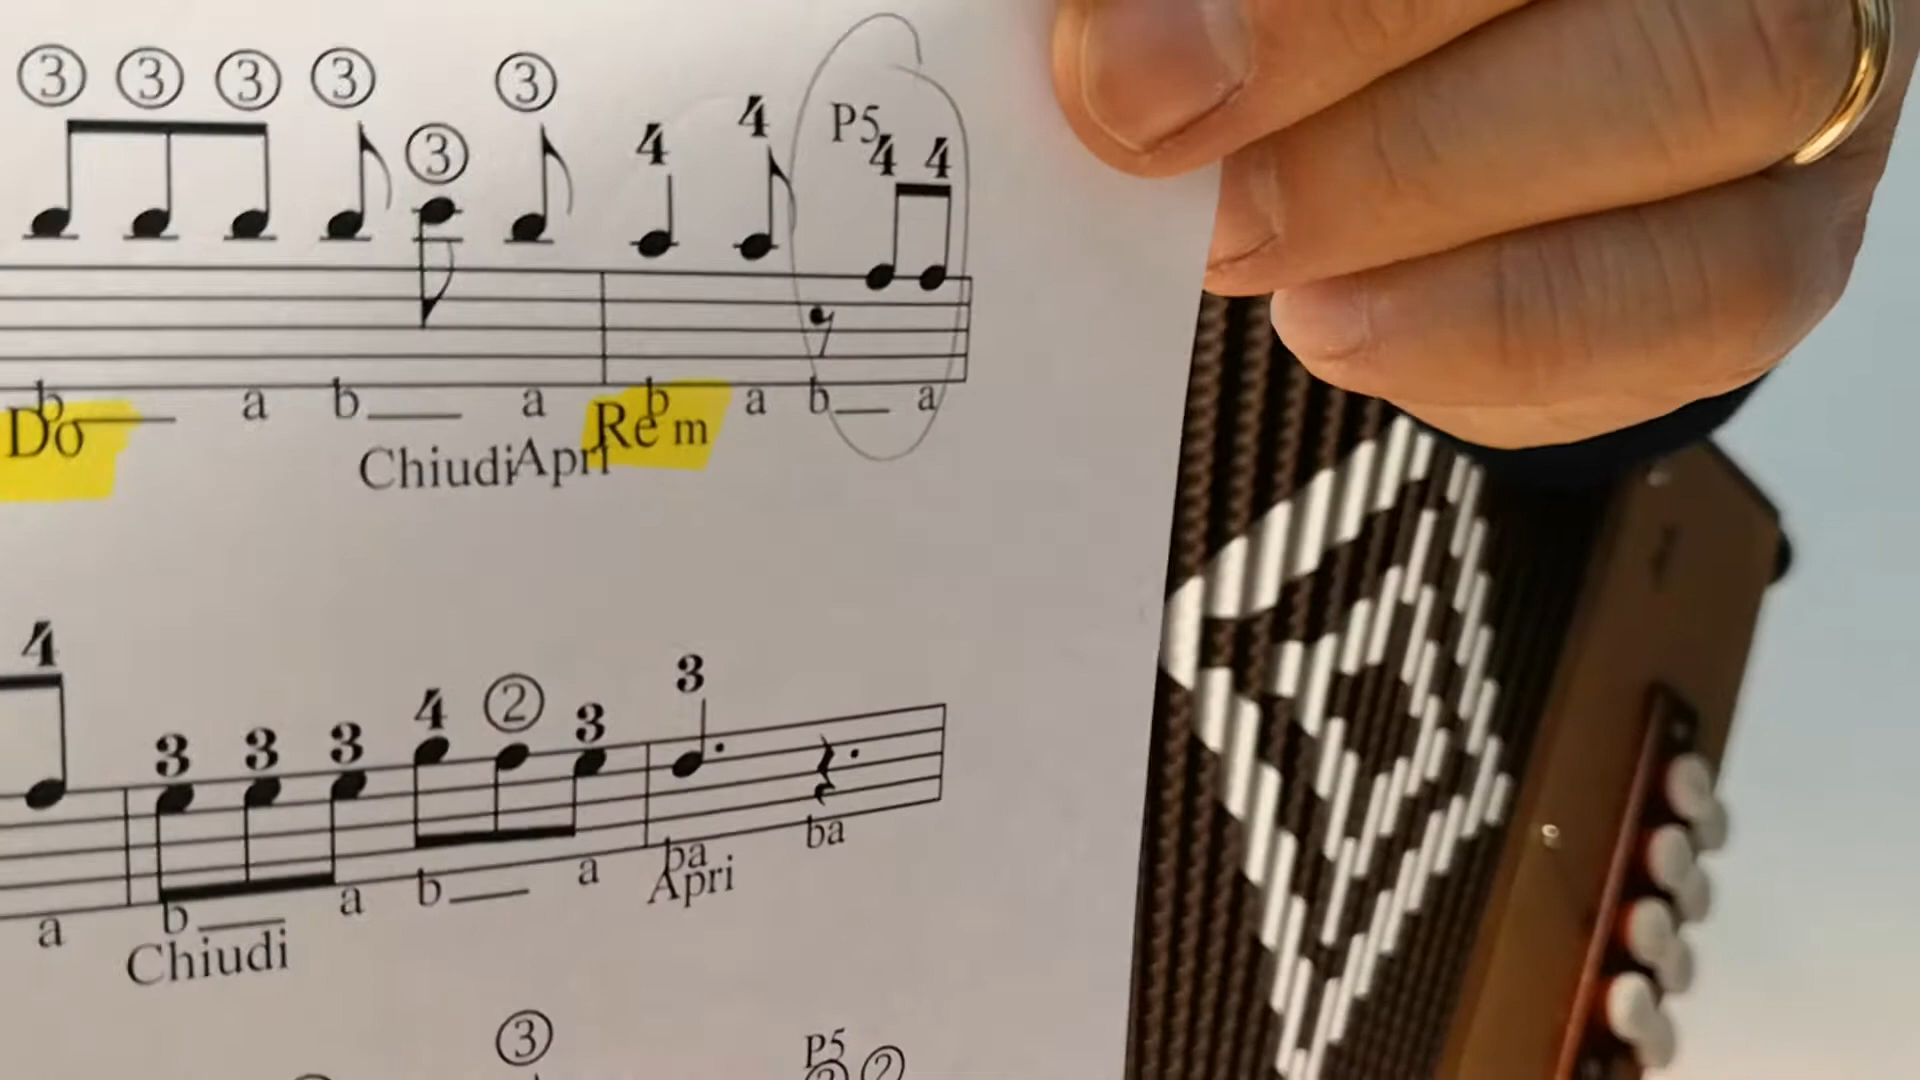 ③ ③ ③ ③ ③ ③ 4 4 P5 4 4
b a b a b a b a
Do Chiudi Apri Re m
4 3 3 3 4 ② 3 3
a b a b a ba ba
Chiudi Apri
③ P5 ② ②